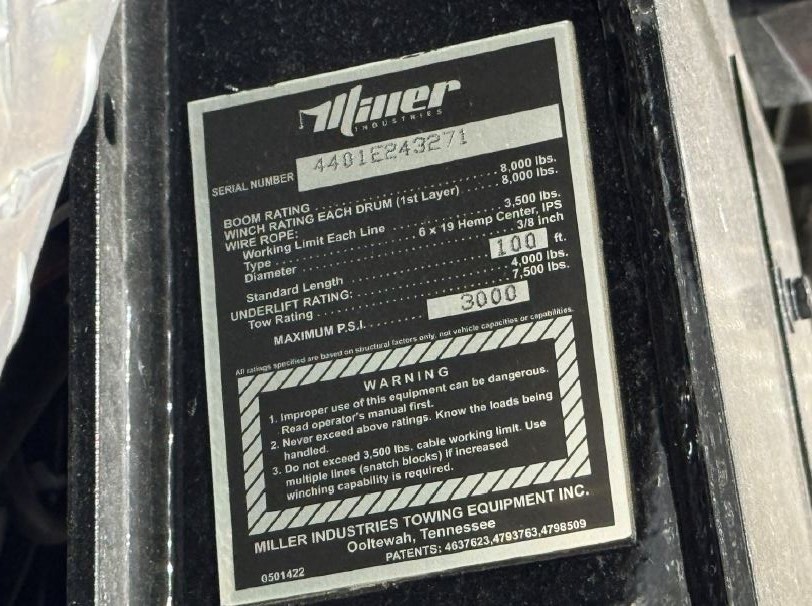 Miller
INDUSTRIES
SERIAL NUMBER 4401E243271
BOOM RATING 8,000 lbs.
WINCH RATING EACH DRUM (1st Layer) 8,000 lbs.
WIRE ROPE:
Working Limit Each Line 3,500 lbs.
Type 6 x 19 Hemp Center, IPS
Diameter 3/8 inch
Standard Length 100 ft.
UNDERLIFT RATING: 4,000 lbs.
Tow Rating 7,500 lbs.
MAXIMUM P.S.I. 3000
All ratings specified are based on structural factors only, not vehicle capacities or capabilities.
WARNING
1. Improper use of this equipment can be dangerous.
Read operator's manual first.
2. Never exceed above ratings. Know the loads being
handled.
3. Do not exceed 3,500 lbs. cable working limit. Use
multiple lines (snatch blocks) if increased
winching capability is required.
MILLER INDUSTRIES TOWING EQUIPMENT INC.
Ooltewah, Tennessee
PATENTS: 4637623,4793763,4798509
0501422